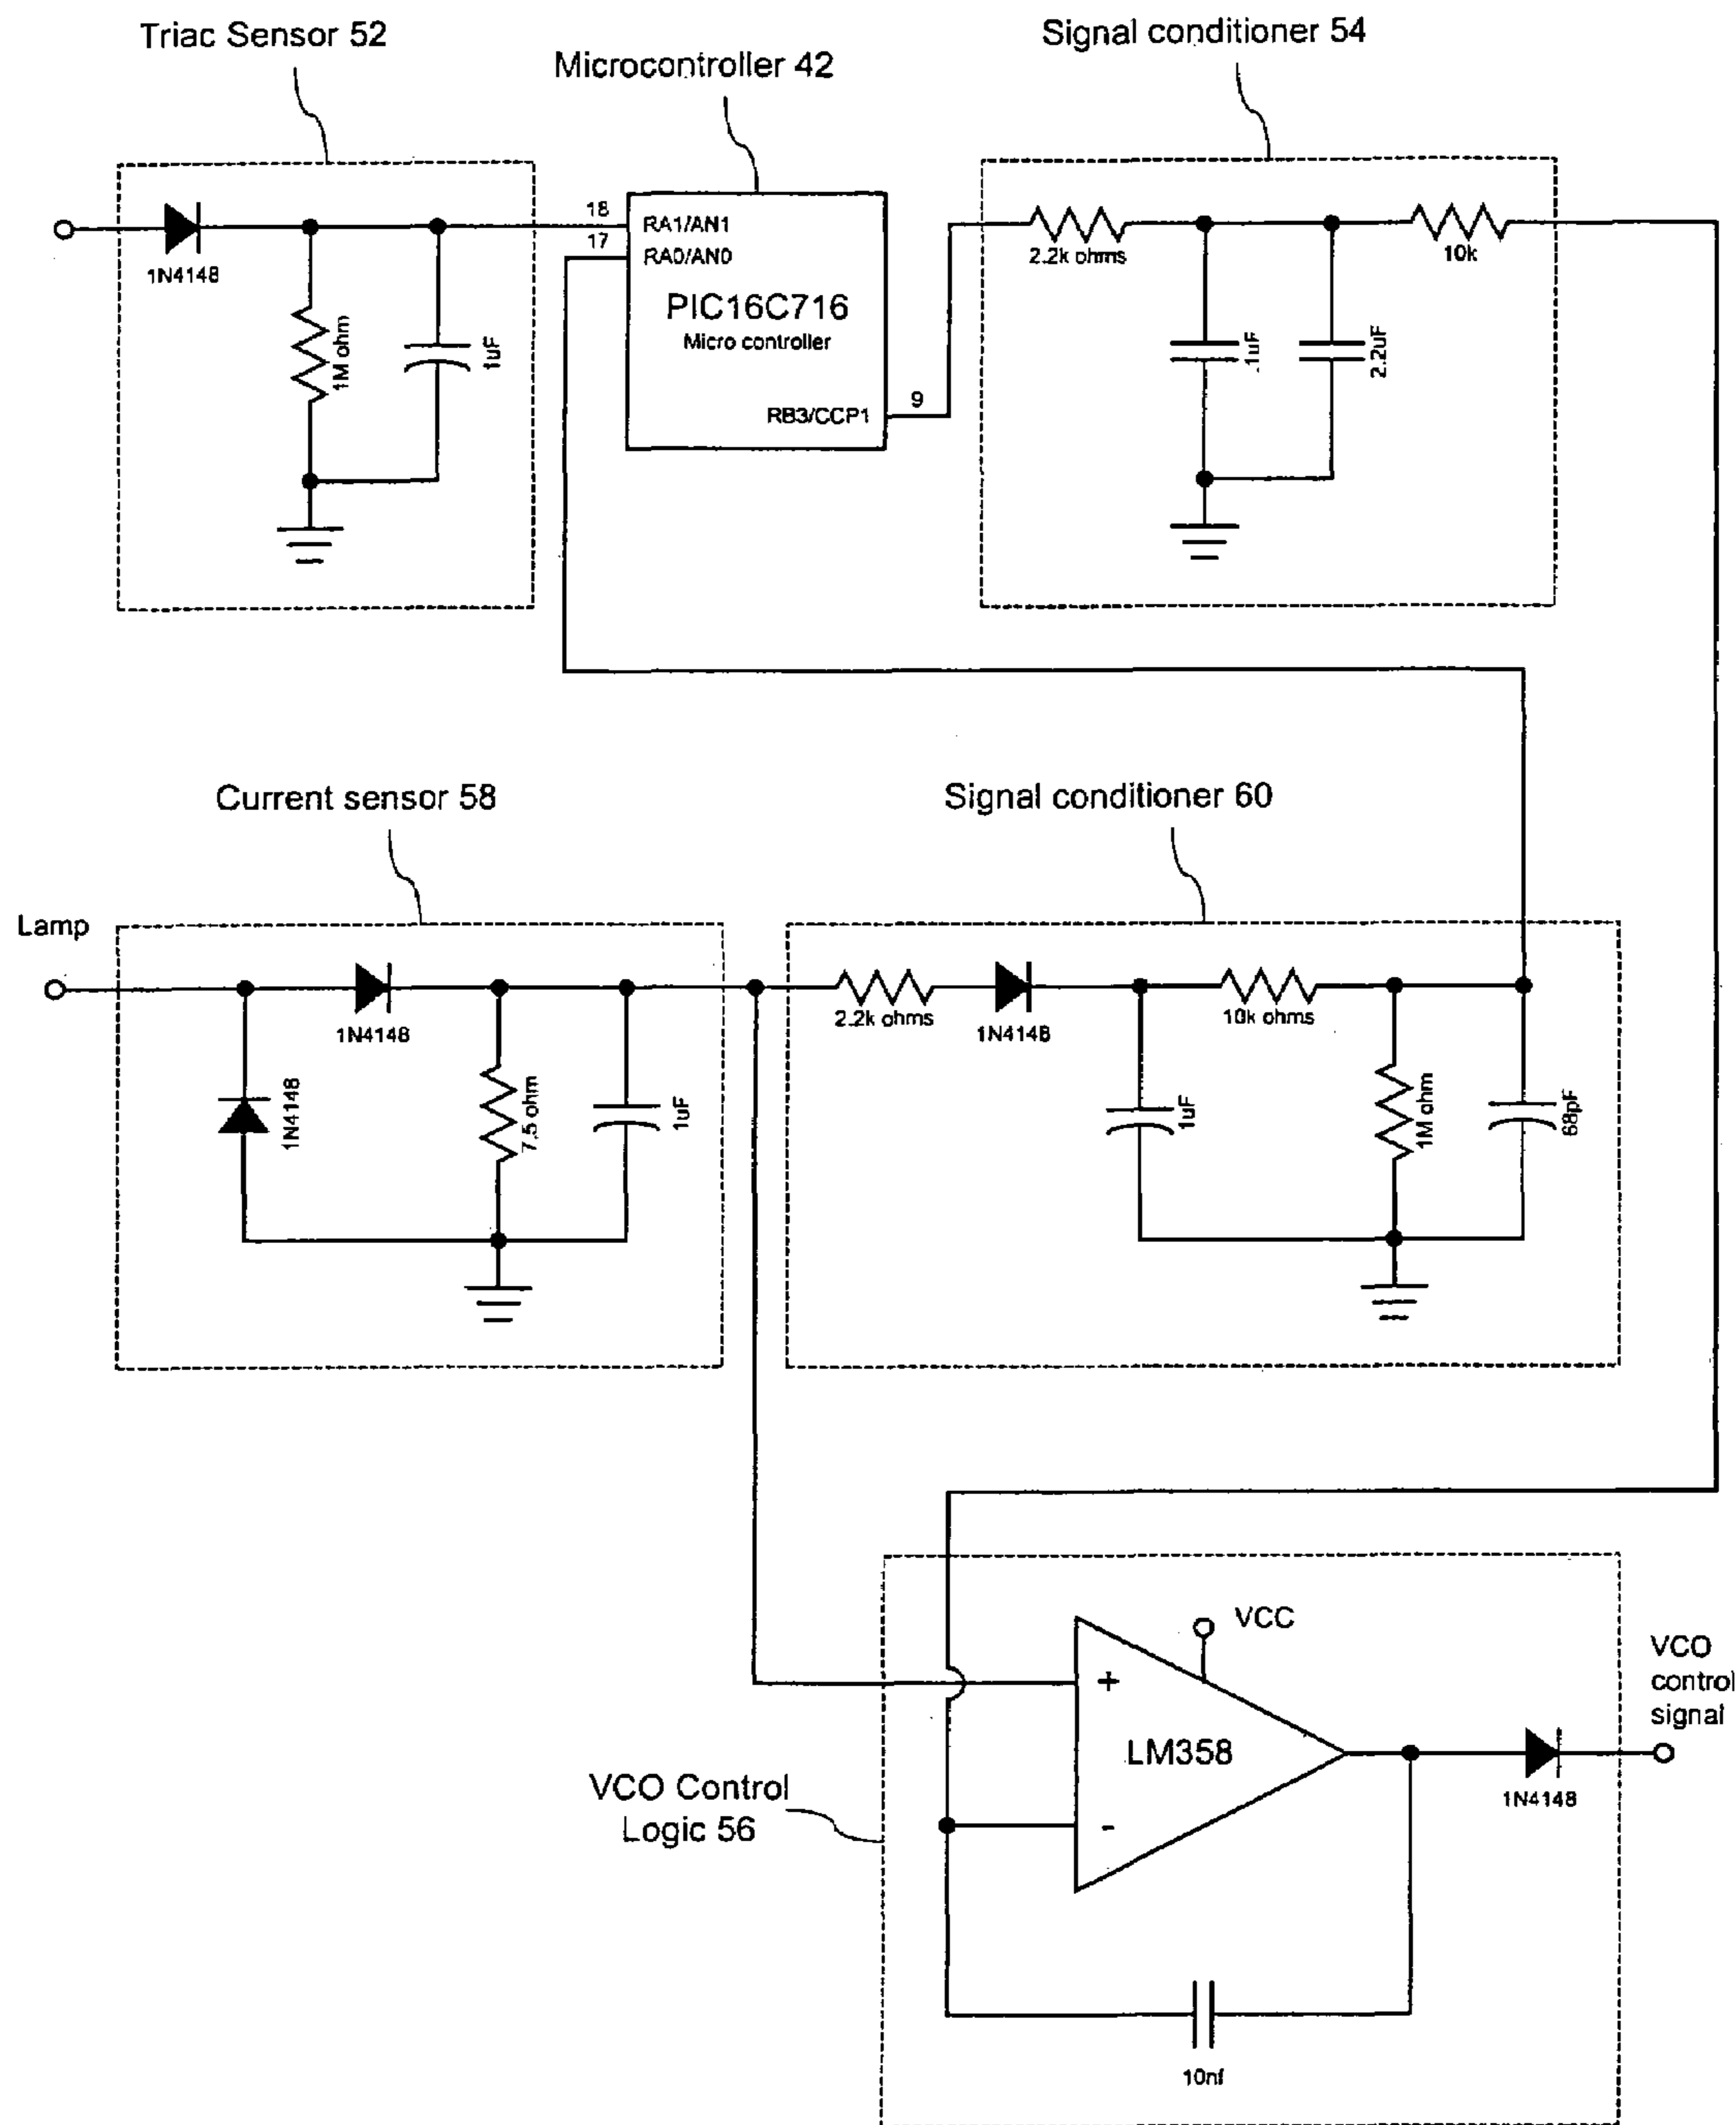 Triac Sensor 52
Microcontroller 42
Signal conditioner 54
1N4148
1M ohm
1uF
18
17
RA1/AN1
RA0/AN0
PIC16C716
Micro controller
RB3/CCP1
9
2.2k ohms
.1uF
2.2uF
10k
Current sensor 58
Signal conditioner 60
Lamp
1N4148
1N4148
7.5 ohm
1uF
2.2k ohms
1N4148
1uF
10k ohms
1M ohm
68pF
VCC
+
LM358
-
VCO
control
signal
1N4148
VCO Control
Logic 56
10nf